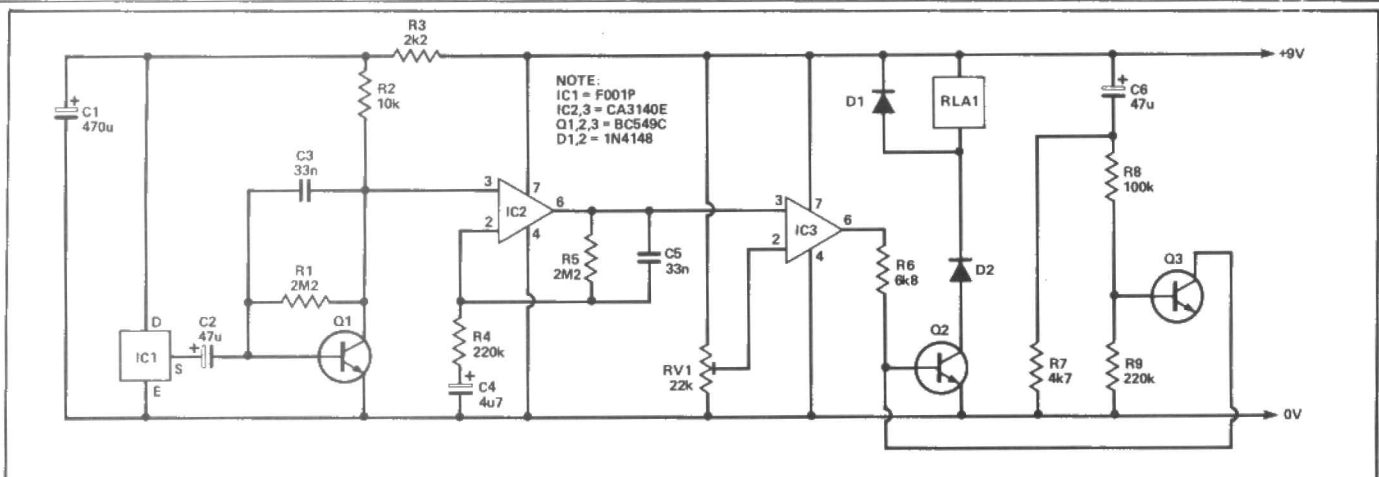 R3
2k2
+9V
NOTE:
IC1 = F001P
IC2,3 = CA3140E
Q1,2,3 = BC549C
D1,2 = 1N4148
R2
10k
+
C1
470u
D1
RLA1
+
C6
47u
C3
33n
R8
100k
3
7
IC2
6
2
4
3
7
IC3
6
2
4
R5
2M2
C5
33n
R1
2M2
R6
6k8
D2
Q3
D
C2
47u
+
Q1
IC1
S
E
R4
220k
+
C4
4u7
RV1
22k
Q2
R7
4k7
R9
220k
0V